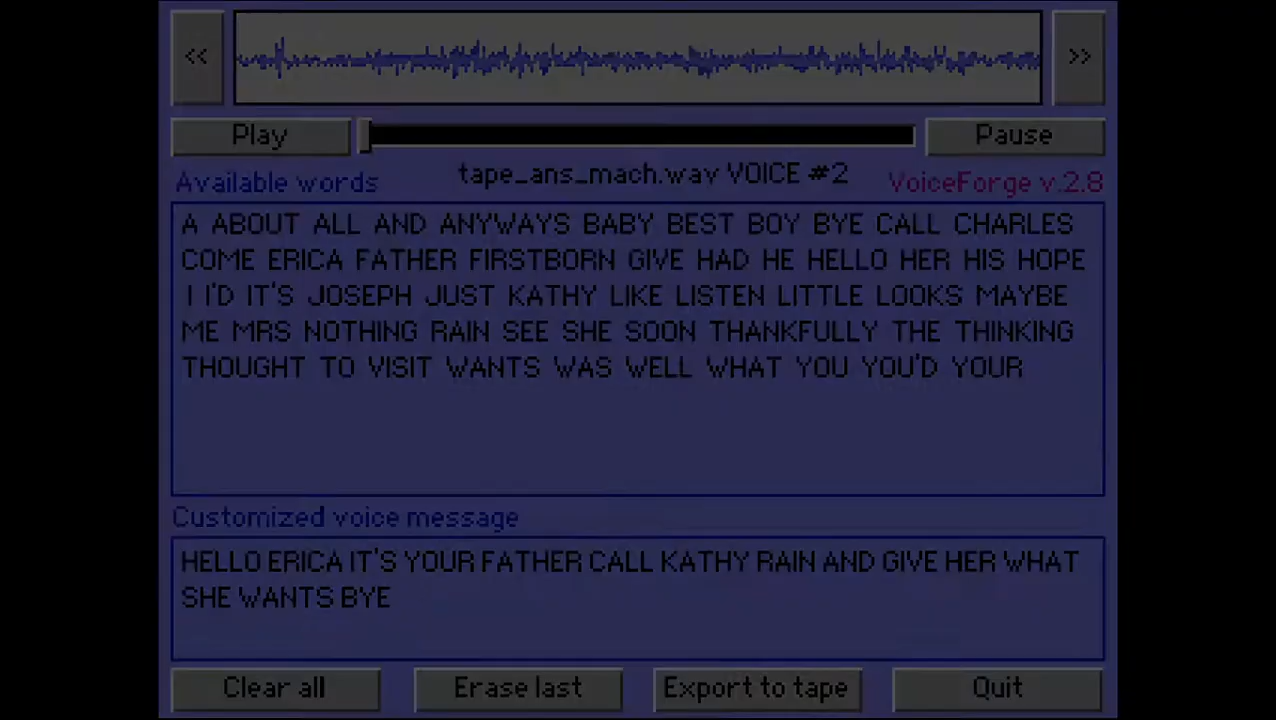 << >>
Play Pause
tape_ans_mach.wav VOICE #2
Available words VoiceForge v.2.8
A ABOUT ALL AND ANYWAYS BABY BEST BOY BYE CALL CHARLES
COME ERICA FATHER FIRSTBORN GIVE HAD HE HELLO HER HIS HOPE
I I'D IT'S JOSEPH JUST KATHY LIKE LISTEN LITTLE LOOKS MAYBE
ME MRS NOTHING RAIN SEE SHE SOON THANKFULLY THE THINKING
THOUGHT TO VISIT WANTS WAS WELL WHAT YOU YOU'D YOUR
Customized voice message
HELLO ERICA IT'S YOUR FATHER CALL KATHY RAIN AND GIVE HER WHAT
SHE WANTS BYE
Clear all Erase last Export to tape Quit